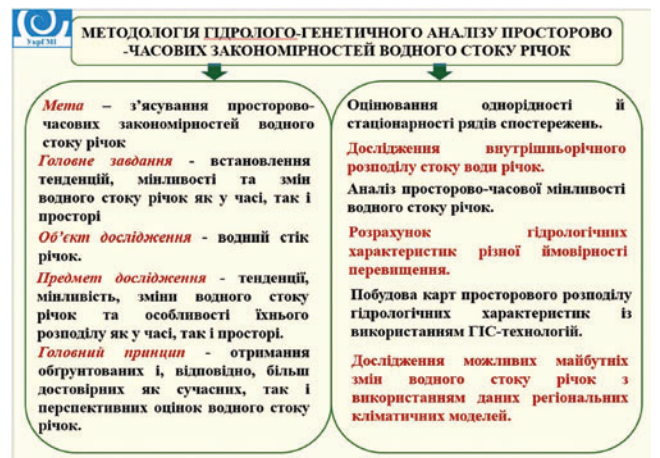 УкрГМІ
МЕТОДОЛОГІЯ ГІДРОЛОГО-ГЕНЕТИЧНОГО АНАЛІЗУ ПРОСТОРОВО
-ЧАСОВИХ ЗАКОНОМІРНОСТЕЙ ВОДНОГО СТОКУ РІЧОК
Мета – з’ясування просторово-
часових закономірностей водного
стоку річок
Головне завдання - встановлення
тенденцій, мінливості та змін
водного стоку річок як у часі, так і
просторі
Об’єкт дослідження - водний стік
річок.
Предмет дослідження - тенденції,
мінливість, зміни водного стоку
річок та особливості їхнього
розподілу як у часі, так і просторі.
Головний принцип - отримання
обґрунтованих і, відповідно, більш
достовірних як сучасних, так і
перспективних оцінок водного стоку
річок.
Оцінювання однорідності й
стаціонарності рядів спостережень.
Дослідження внутрішньорічного
розподілу стоку води річок.
Аналіз просторово-часової мінливості
водного стоку річок.
Розрахунок гідрологічних
характеристик різної ймовірності
перевищення.
Побудова карт просторового розподілу
гідрологічних характеристик із
використанням ГІС-технологій.
Дослідження можливих майбутніх
змін водного стоку річок з
використанням даних регіональних
кліматичних моделей.